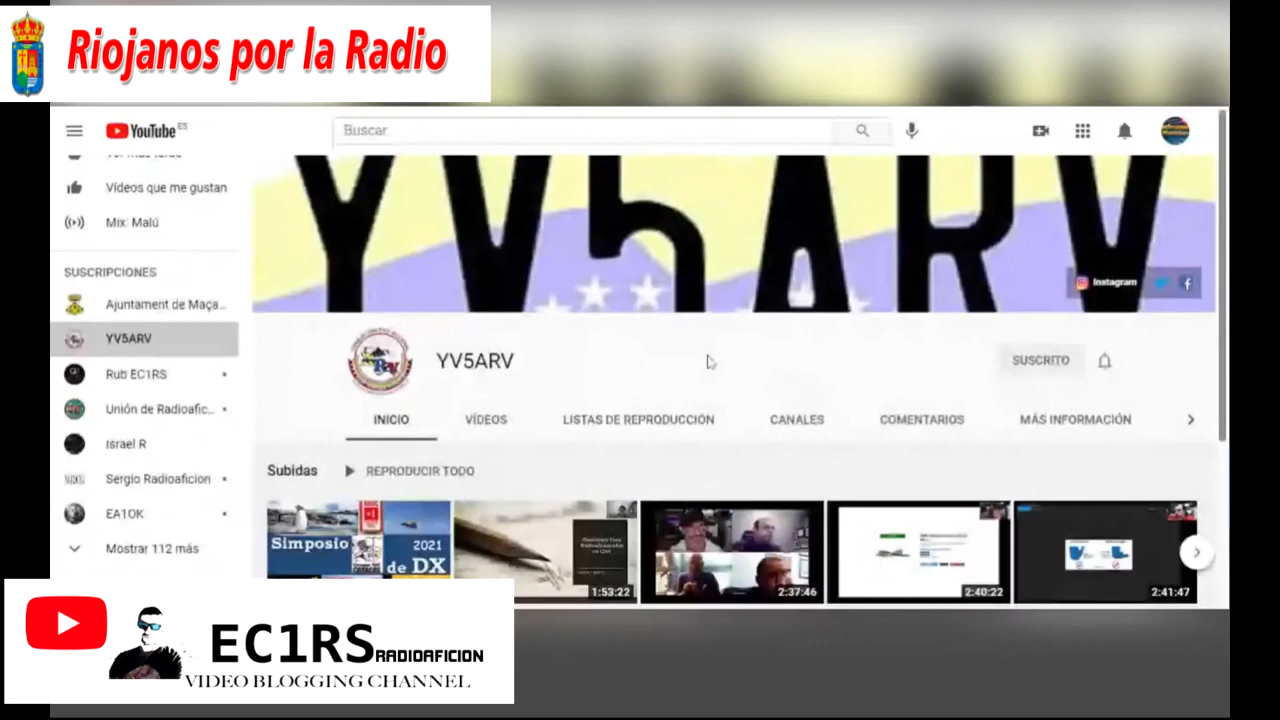 Riojanos por la Radio
YouTube ES
Buscar
Vídeos que me gustan
Mix: Malú
SUSCRIPCIONES
Ajuntament de Maça...
YV5ARV
Rub EC1RS
Unión de Radioafic...
Israel R
Sergio Radioaficion
EA1OK
Mostrar 112 más
YV5ARV
Instagram
YV5ARV
SUSCRITO
INICIO
VÍDEOS
LISTAS DE REPRODUCCIÓN
CANALES
COMENTARIOS
MÁS INFORMACIÓN
Subidas
REPRODUCIR TODO
Simposio
2021
de DX
1:53:22
2:37:46
2:40:22
2:41:47
EC1RS RADIOAFICION
VIDEO BLOGGING CHANNEL